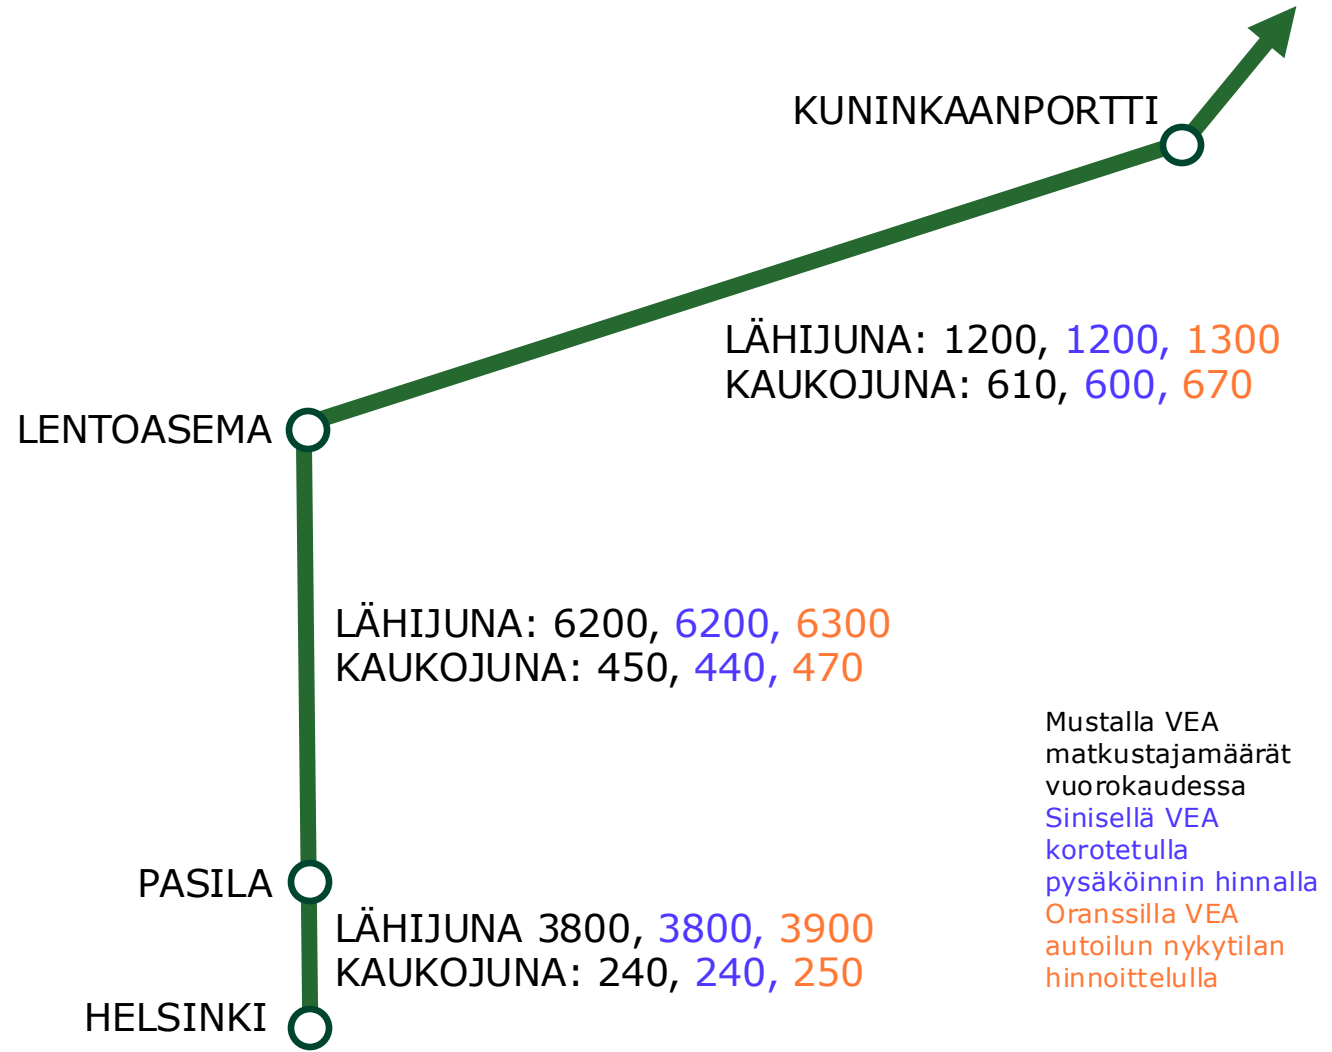 KUNINKAANPORTTI
LÄHIJUNA: 1200, 1200, 1300
KAUKOJUNA: 610, 600, 670
LENTOASEMA
LÄHIJUNA: 6200, 6200, 6300
KAUKOJUNA: 450, 440, 470
Mustalla VEA
matkustajamäärät
vuorokaudessa
Sinisellä VEA
korotetulla
pysäköinnin hinnalla
Oranssilla VEA
autoilun nykytilan
hinnoittelulla
PASILA
LÄHIJUNA 3800, 3800, 3900
KAUKOJUNA: 240, 240, 250
HELSINKI